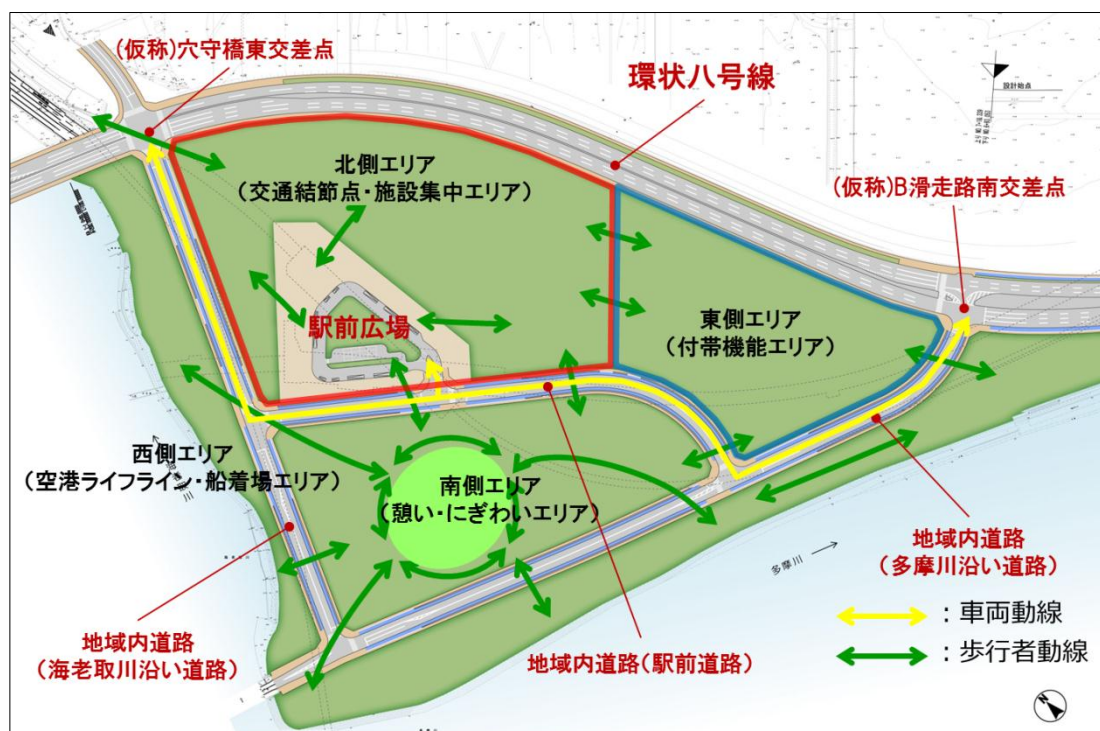 (仮称)穴守橋東交差点
環状八号線
設計始点
北側エリア
(交通結節点・施設集中エリア)
(仮称)B滑走路南交差点
東側エリア
(付帯機能エリア)
駅前広場
西側エリア
(空港ライフライン・船着場エリア)
南側エリア
(憩い・にぎわいエリア)
多摩川
地域内道路
(多摩川沿い道路)
地域内道路
(海老取川沿い道路)
地域内道路(駅前道路)
:車両動線
:歩行者動線
N